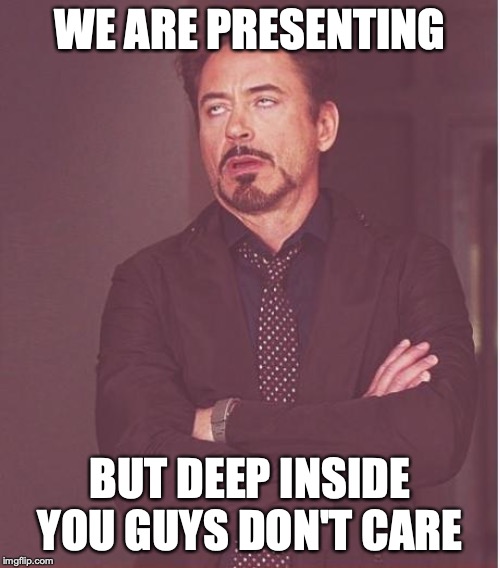 WE ARE PRESENTING
BUT DEEP INSIDE
YOU GUYS DON'T CARE
imgflip.com